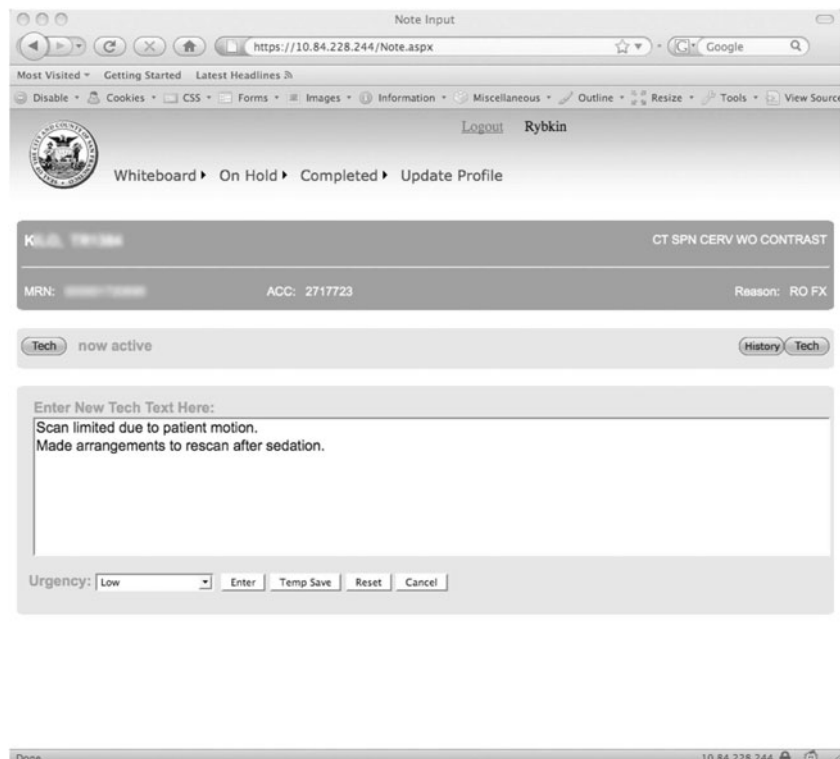 Note Input
https://10.84.228.244/Note.aspx
Google
Most Visited Getting Started Latest Headlines
Disable Cookies CSS Forms Images Information Miscellaneous Outline Resize Tools View Source
Logout Rybkin
Whiteboard On Hold Completed Update Profile
K
CT SPN CERV WO CONTRAST
MRN: ACC: 2717723 Reason: RO FX
Tech now active History Tech
Enter New Tech Text Here:
Scan limited due to patient motion.
Made arrangements to rescan after sedation.
Urgency: Low Enter Temp Save Reset Cancel
Done 10.84.228.244